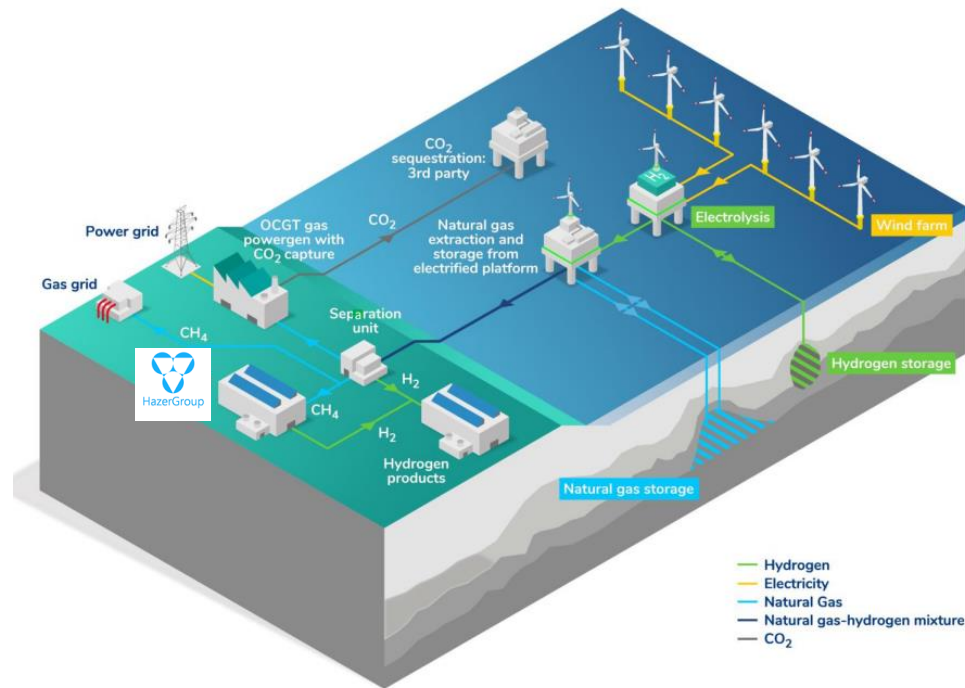 CO2
sequestration:
3rd party
H2
Electrolysis
Wind farm
Natural gas
extraction and
storage from
electrified platform
CO2
OCGT gas
powergen with
CO2 capture
Power grid
Gas grid
Separation
unit
CH4
HazerGroup
CH4
H2
H2
Hydrogen
products
Hydrogen storage
Natural gas storage
Hydrogen
Electricity
Natural Gas
Natural gas-hydrogen mixture
CO2